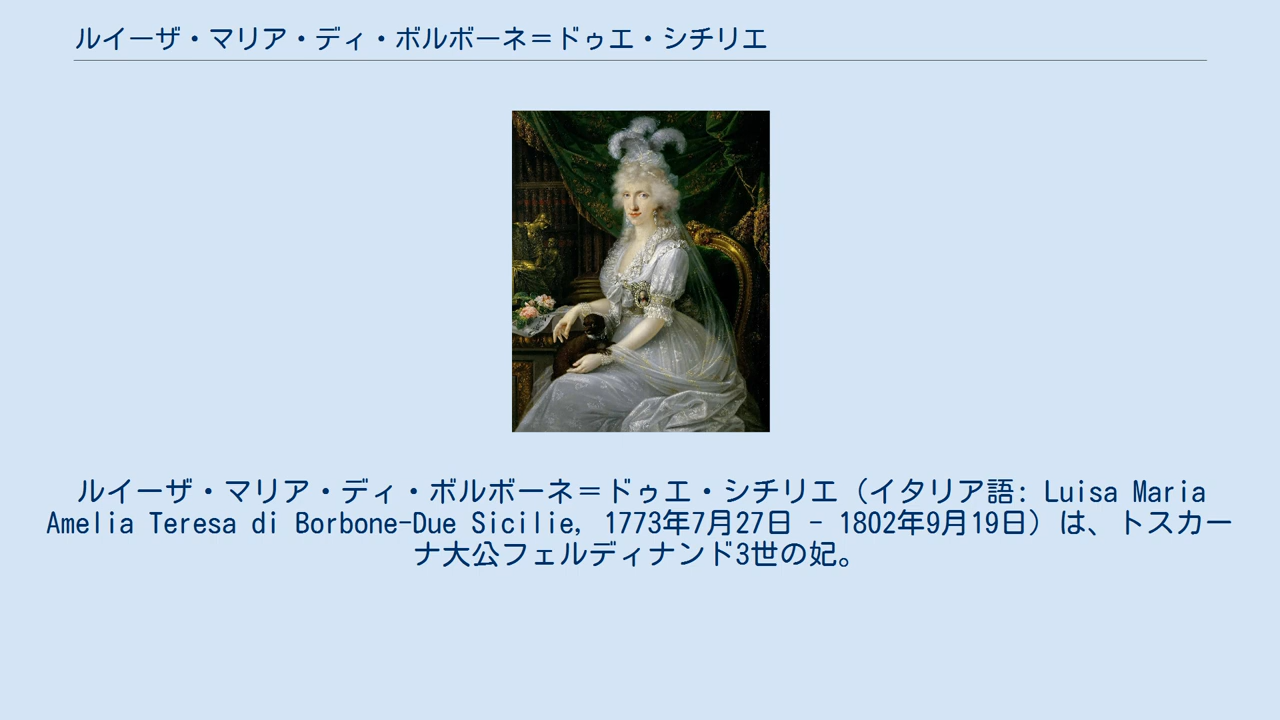 ルイーザ・マリア・ディ・ボルボーネ＝ドゥエ・シチリエ
ルイーザ・マリア・ディ・ボルボーネ＝ドゥエ・シチリエ（イタリア語: Luisa Maria
Amelia Teresa di Borbone-Due Sicilie, 1773年7月27日 - 1802年9月19日）は、トスカー
ナ大公フェルディナンド3世の妃。